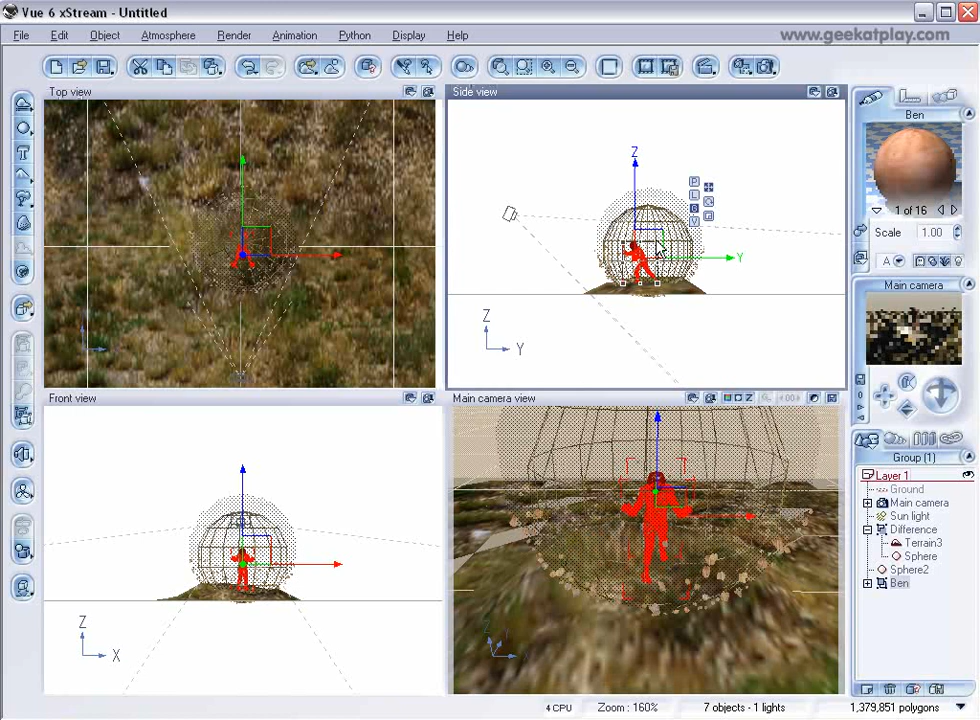 Vue 6 xStream - Untitled
File Edit Object Atmosphere Render Animation Python Display Help
www.geekatplay.com
Top view
Side view
Ben
1 of 16
Scale 1.00
A
Main camera
Z
Y
P
L
Z
Y
Front view
Main camera view
Z
X
Z
X
Group (1)
Layer 1
Ground
Main camera
Sun light
Difference
Terrain3
Sphere
Sphere2
Ben
4 CPU Zoom : 160% 7 objects - 1 lights 1,379,851 polygons